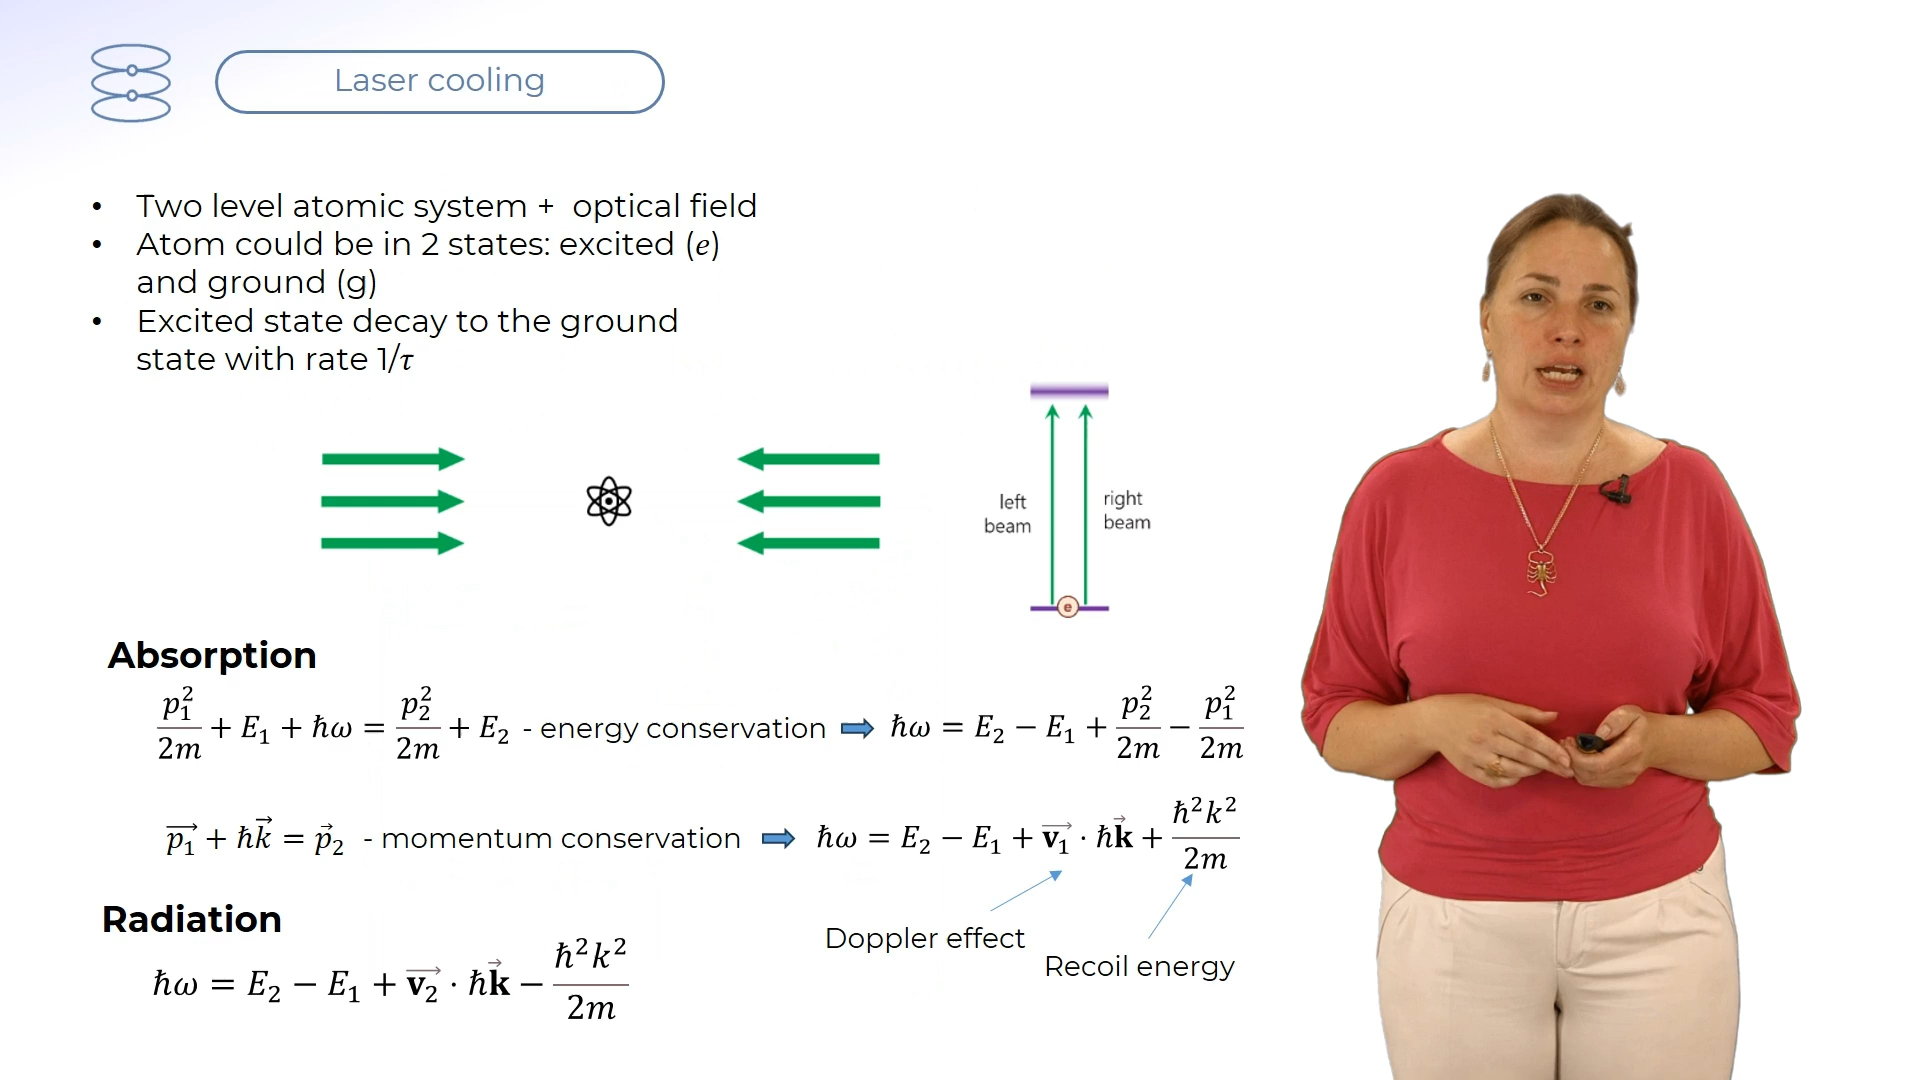 Laser cooling
• Two level atomic system + optical field
• Atom could be in 2 states: excited (e)
and ground (g)
• Excited state decay to the ground
state with rate 1/τ
left
beam
right
beam
e
Absorption
p₁²/2m + E₁ + ħω = p₂²/2m + E₂ - energy conservation ħω = E₂ − E₁ + p₂²/2m − p₁²/2m
p₁⃗ + ħk⃗ = p⃗₂ - momentum conservation ħω = E₂ − E₁ + v₁⃗ · ħk⃗ + ħ²k²/2m
Doppler effect
Recoil energy
Radiation
ħω = E₂ − E₁ + v₂⃗ · ħk⃗ − ħ²k²/2m